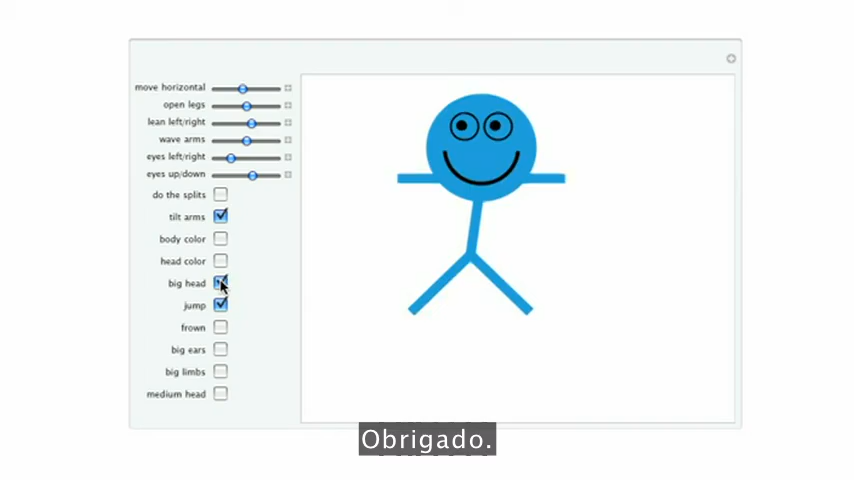 move horizontal
open legs
lean left/right
wave arms
eyes left/right
eyes up/down
do the splits
tilt arms
body color
head color
big head
jump
frown
big ears
big limbs
medium head
Obrigado.